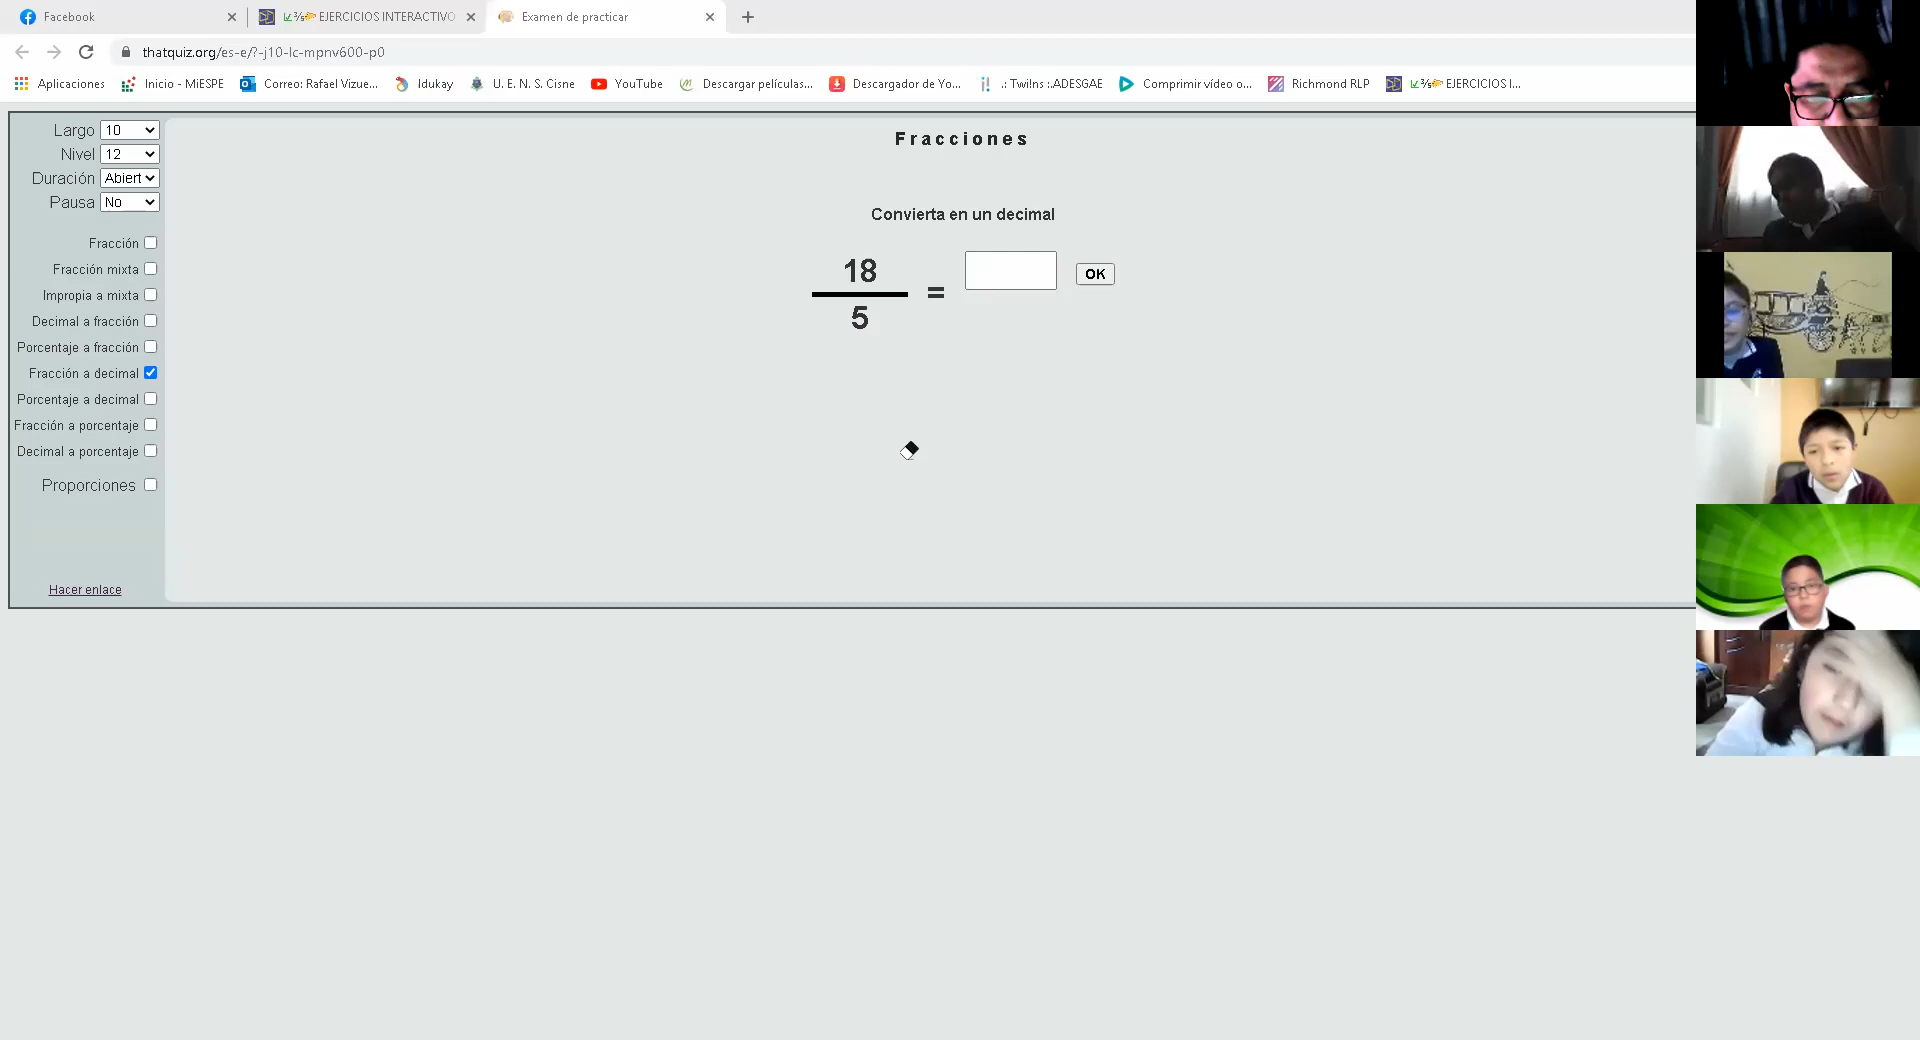 Facebook
EJERCICIOS INTERACTIVO
Examen de practicar
thatquiz.org/es-e/?-j10-lc-mpnv600-p0
Aplicaciones
Inicio - MiESPE
Correo: Rafael Vizue...
Idukay
U. E. N. S. Cisne
YouTube
Descargar películas...
Descargador de Yo...
.: Twi!ns :.ADESGAE
Comprimir vídeo o...
Richmond RLP
EJERCICIOS I...
Largo 10
Nivel 12
Duración Abiert
Pausa No
Fracción
Fracción mixta
Impropia a mixta
Decimal a fracción
Porcentaje a fracción
Fracción a decimal
Porcentaje a decimal
Fracción a porcentaje
Decimal a porcentaje
Proporciones
Hacer enlace
Fracciones
Convierta en un decimal
18
=
OK
5